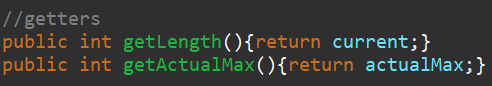 //getters
public int getLength(){return current;}
public int getActualMax(){return actualMax;}